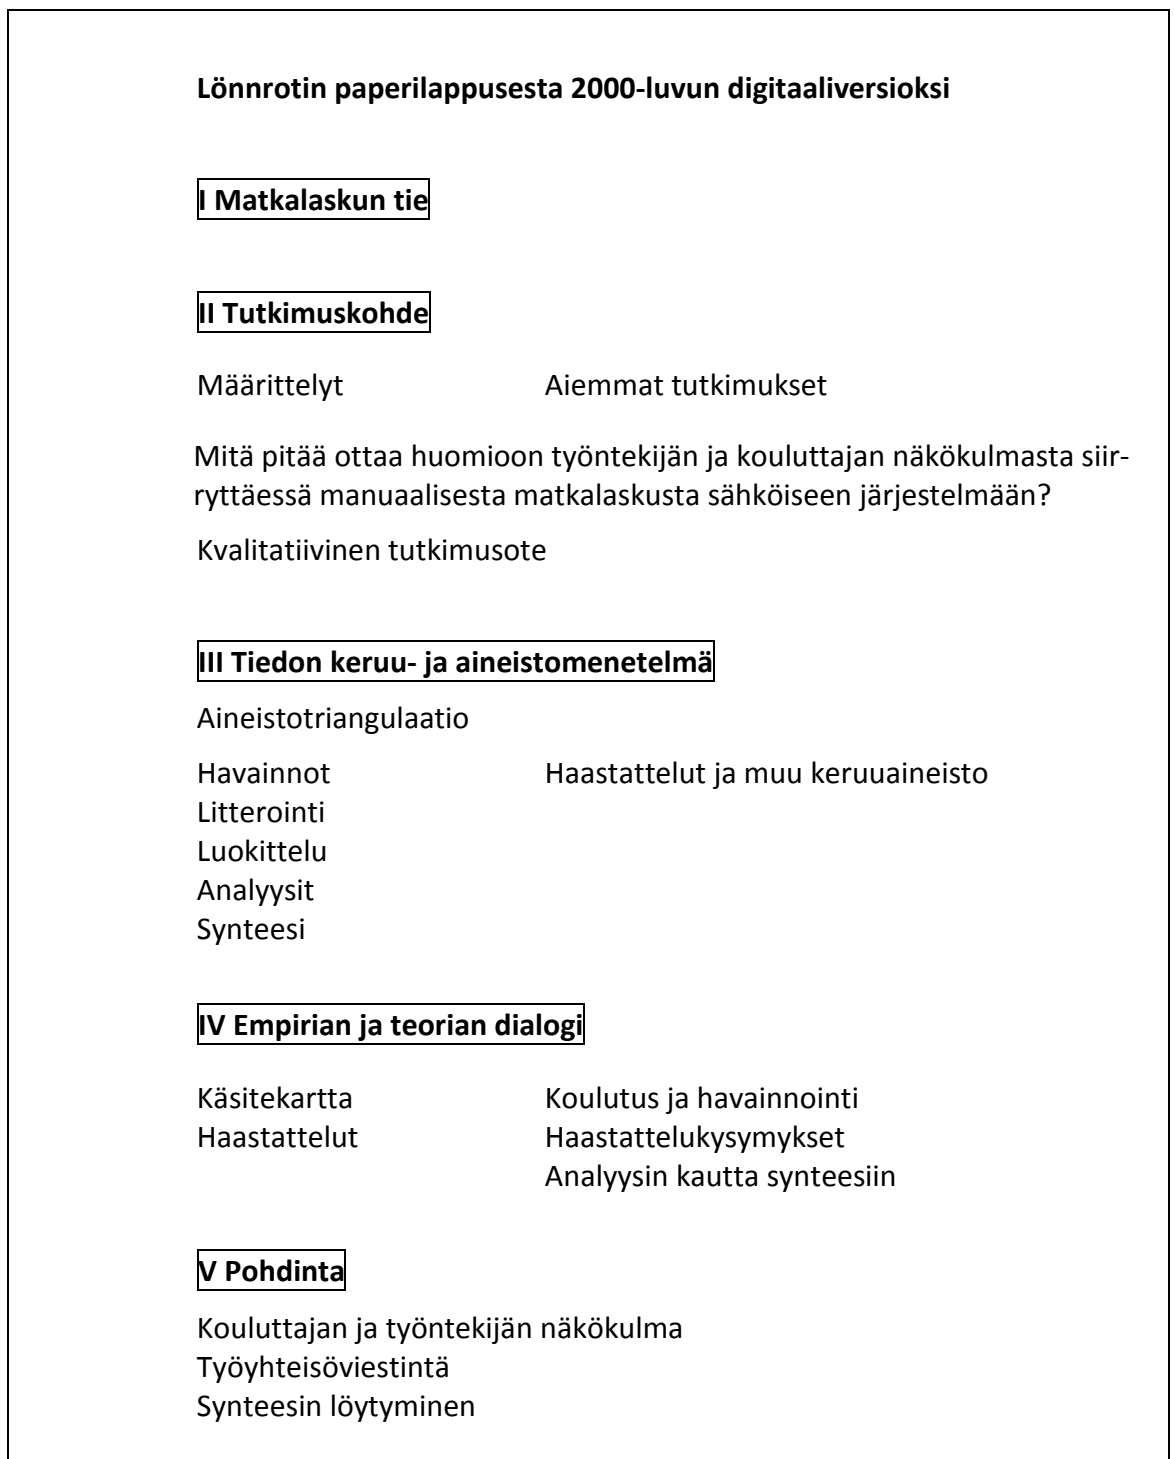 Lönnrotin paperilappusesta 2000-luvun digitaaliversioksi
I Matkalaskun tie
II Tutkimuskohde
Määrittelyt Aiemmat tutkimukset
Mitä pitää ottaa huomioon työntekijän ja kouluttajan näkökulmasta siir-
ryttäessä manuaalisesta matkalaskusta sähköiseen järjestelmään?
Kvalitatiivinen tutkimusote
III Tiedon keruu- ja aineistomenetelmä
Aineistotriangulaatio
Havainnot Haastattelut ja muu keruuaineisto
Litterointi
Luokittelu
Analyysit
Synteesi
IV Empirian ja teorian dialogi
Käsitekartta Koulutus ja havainnointi
Haastattelut Haastattelukysymykset
Analyysin kautta synteesiin
V Pohdinta
Kouluttajan ja työntekijän näkökulma
Työyhteisöviestintä
Synteesin löytyminen